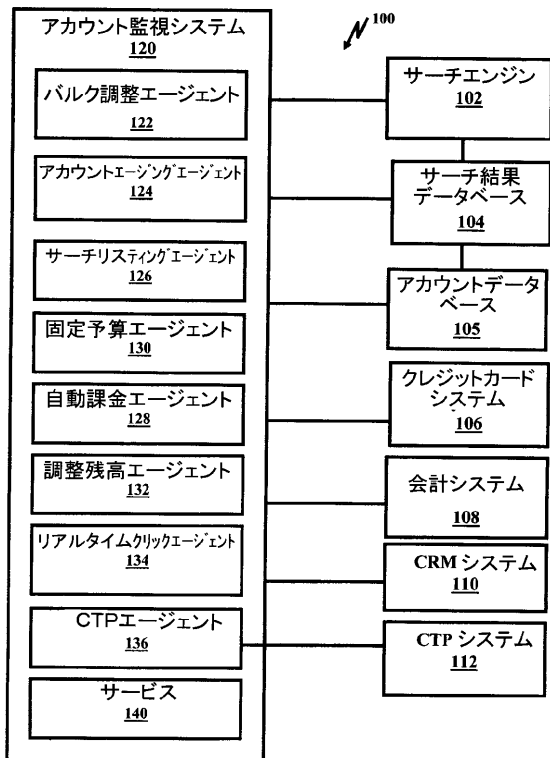 100
アカウント監視システム
120
バルク調整エージェント
122
アカウントエージングエージェント
124
サーチリスティングエージェント
126
固定予算エージェント
130
自動課金エージェント
128
調整残高エージェント
132
リアルタイムクリックエージェント
134
CTPエージェント
136
サービス
140
サーチエンジン
102
サーチ結果
データベース
104
アカウントデータ
ベース
105
クレジットカード
システム
106
会計システム
108
CRM システム
110
CTP システム
112